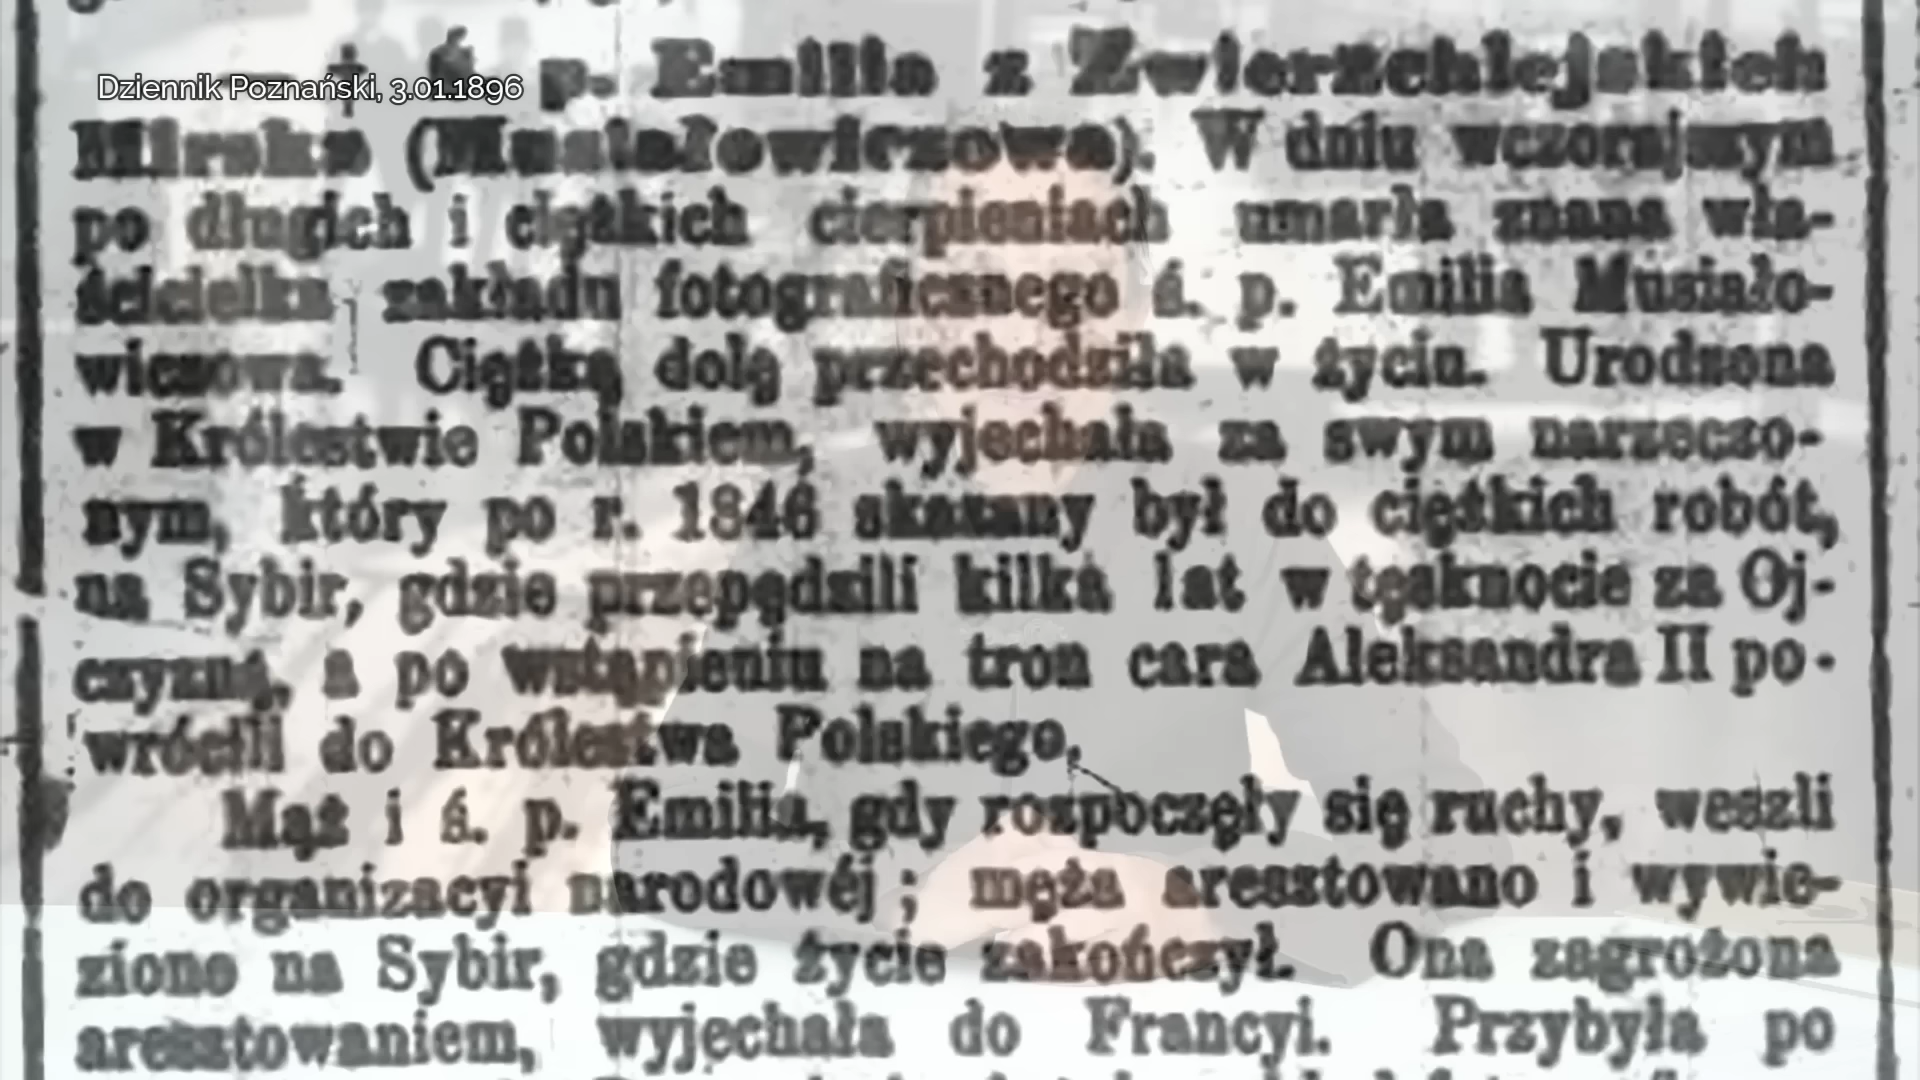 Dziennik Poznański, 3.01.1896
— † Ś. p. Emilia z Zwierzchlejskich
Mirska (Musiałowiczowa). W dniu wczorajszym
po długich i ciężkich cierpieniach umarła znana wła-
ścicielka zakładu fotograficznego ś. p. Emilia Musiało-
wiczowa. Ciężką dolę przechodziła w życiu. Urodzona
w Królestwie Polskiem, wyjechała za swym narzeczo-
nym, który po r. 1846 skazany był do ciężkich robót,
na Sybir, gdzie przepędzili kilka lat w tęsknocie za Oj-
czyzną, a po wstąpieniu na tron cara Aleksandra II po-
wrócili do Królestwa Polskiego.
Mąż i ś. p. Emilia, gdy rozpoczęły się ruchy, weszli
do organizacyi narodowéj; męża aresztowano i wywie-
ziono na Sybir, gdzie życie zakończył. Ona zagrożona
aresztowaniem, wyjechała do Francyi. Przybyła po